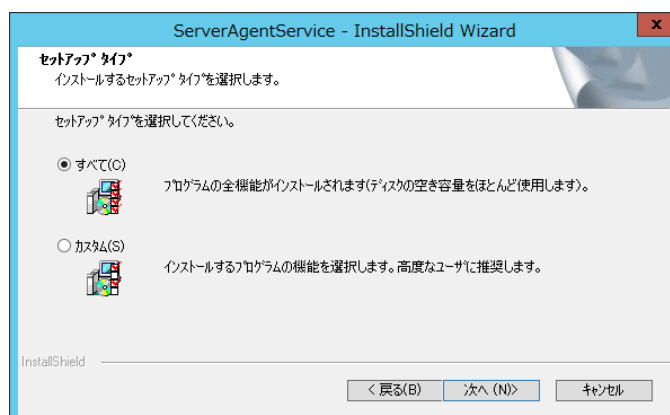 ServerAgentService - InstallShield Wizard
x
ｾｯﾄｱｯﾌﾟ ﾀｲﾌﾟ
ｲﾝｽﾄｰﾙするｾｯﾄｱｯﾌﾟ ﾀｲﾌﾟを選択します。
ｾｯﾄｱｯﾌﾟ ﾀｲﾌﾟを選択してください。
すべて(C)
ﾌﾟﾛｸﾞﾗﾑの全機能がｲﾝｽﾄｰﾙされます(ﾃﾞｨｽｸの空き容量をほとんど使用します)。
ｶｽﾀﾑ(S)
ｲﾝｽﾄｰﾙするﾌﾟﾛｸﾞﾗﾑの機能を選択します。高度なﾕｰｻﾞに推奨します。
InstallShield
< 戻る(B)
次へ (N)>
ｷｬﾝｾﾙ